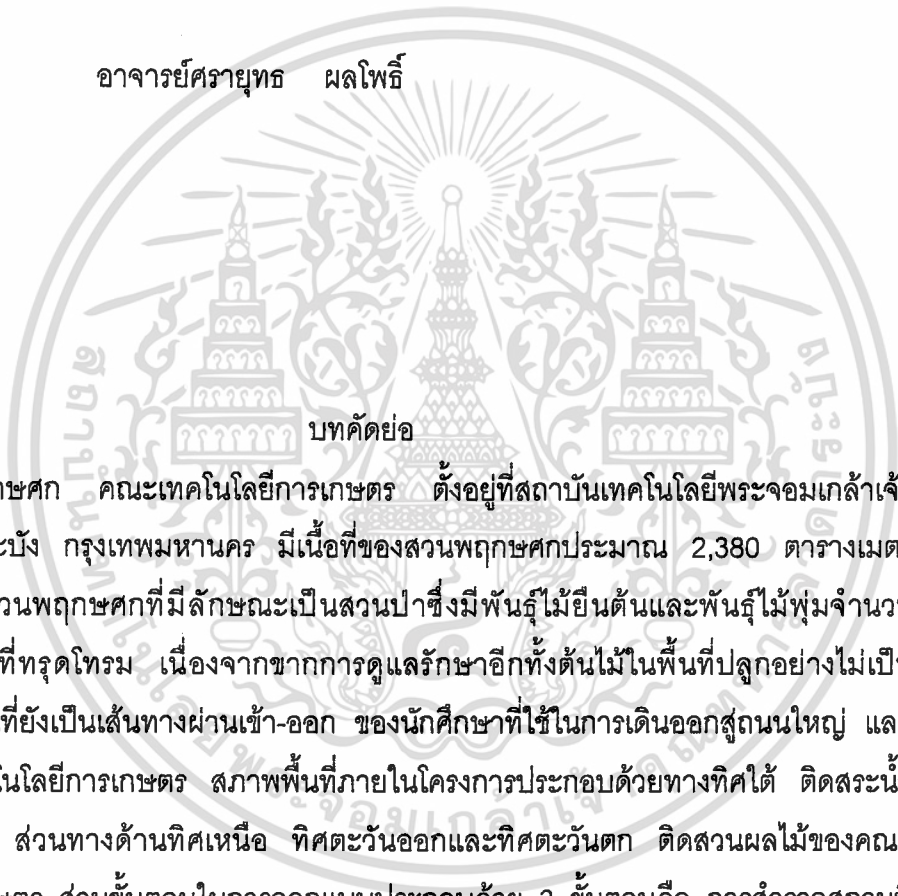 อาจารย์ศรายุทธ ผลโพธิ์
บทคัดย่อ
กษศก คณะเทคโนโลยีการเกษตร ตั้งอยู่ที่สถาบันเทคโนโลยีพระจอมเกล้าเจ้
ะบัง กรุงเทพมหานคร มีเนื้อที่ของสวนพฤกษศกประมาณ 2,380 ตารางเมต
วนพฤกษศกที่มีลักษณะเป็นสวนป่าซึ่งมีพันธุ์ไม้ยืนต้นและพันธุ์ไม้พุ่มจำนว
ที่ทรุดโทรม เนื่องจากขากการดูแลรักษาอีกทั้งต้นไม้ในพื้นที่ปลูกอย่างไม่เป็
ที่ยังเป็นเส้นทางผ่านเข้า-ออก ของนักศึกษาที่ใช้ในการเดินออกสู่ถนนใหญ่ แล
นโลยีการเกษตร สภาพพื้นที่ภายในโครงการประกอบด้วยทางทิศใต้ ติดสระน้
ส่วนทางด้านทิศเหนือ ทิศตะวันออกและทิศตะวันตก ติดสวนผลไม้ของคณ